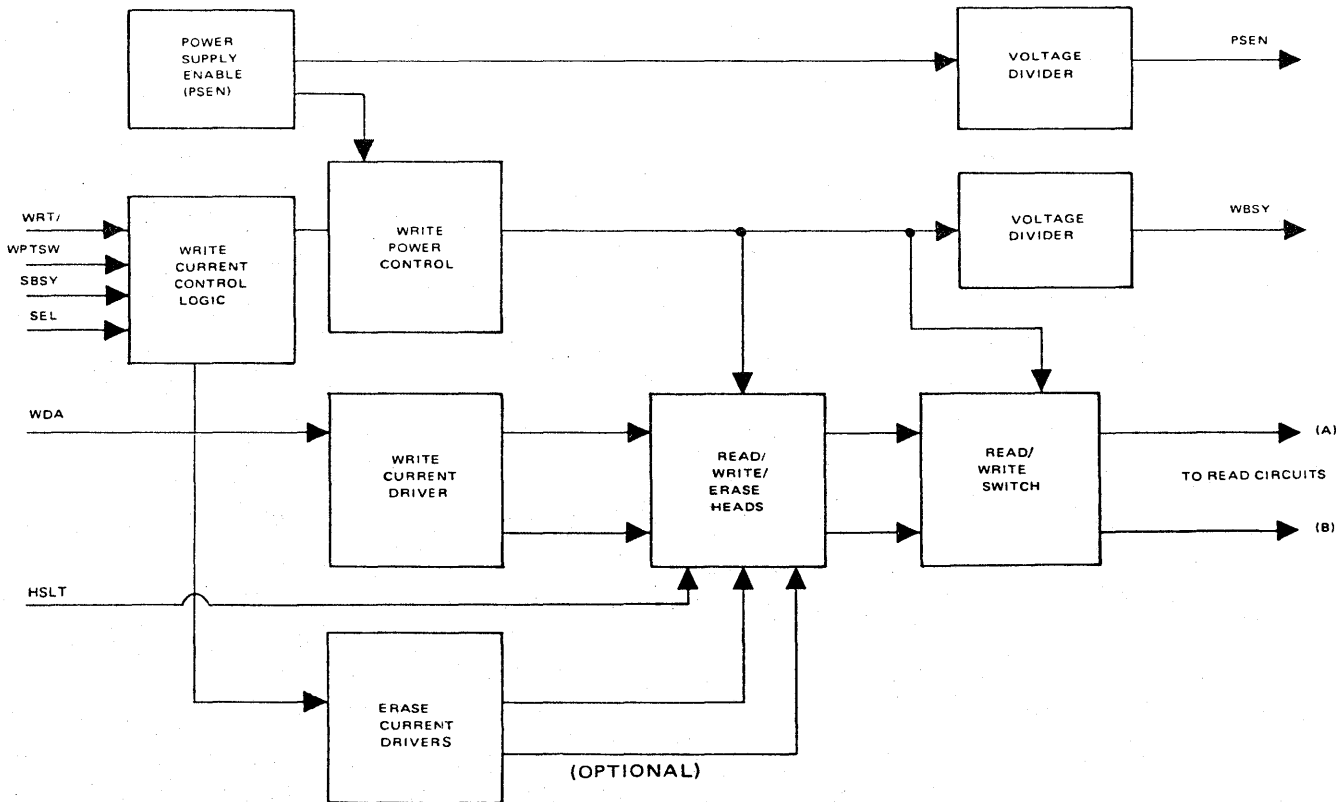 POWER
SUPPLY
ENABLE
(PSEN)
VOLTAGE
DIVIDER
PSEN
WRT/
WPTSW
SBSY
SEL
WRITE
CURRENT
CONTROL
LOGIC
WRITE
POWER
CONTROL
VOLTAGE
DIVIDER
WBSY
WDA
WRITE
CURRENT
DRIVER
READ/
WRITE/
ERASE
HEADS
READ/
WRITE
SWITCH
(A)
TO READ CIRCUITS
(B)
HSLT
ERASE
CURRENT
DRIVERS
(OPTIONAL)